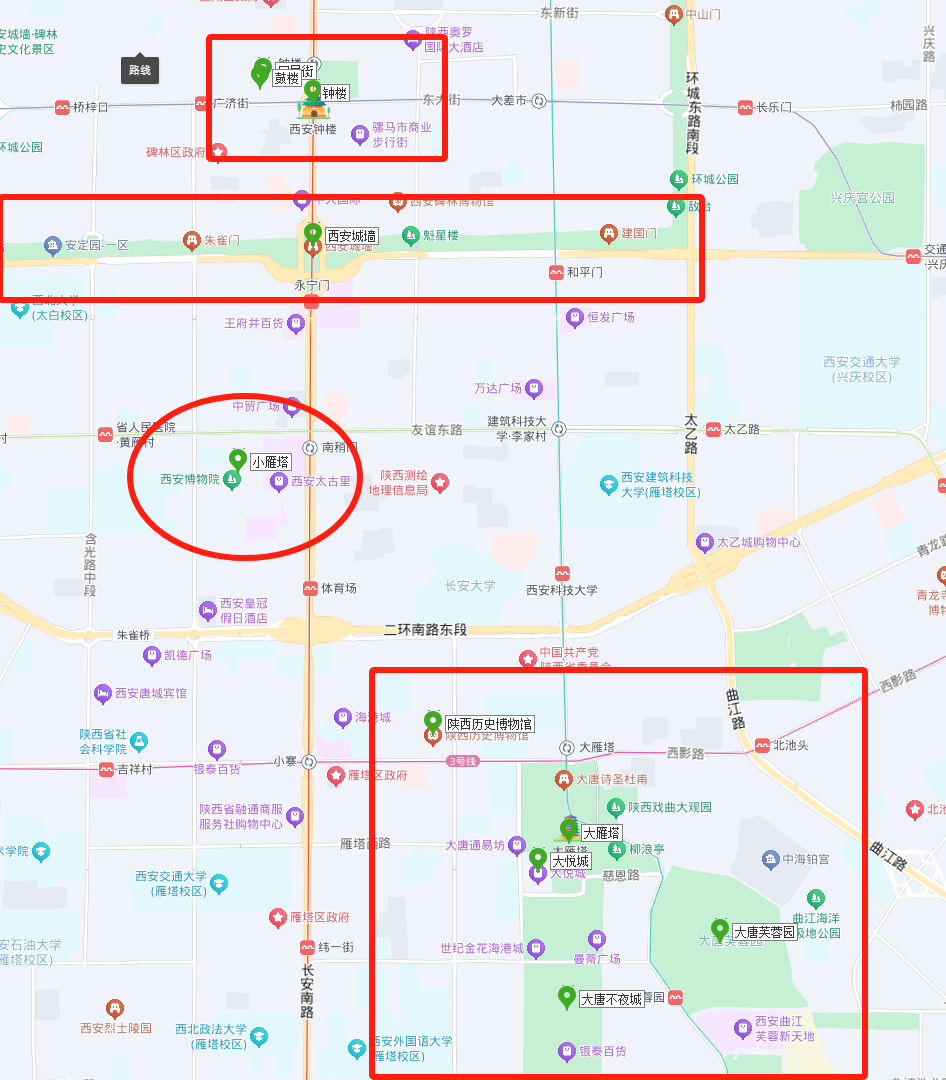 东新街
中山门
兴庆路
安城墙·碑林
史文化景区
陕西奥罗
国际大酒店
路线
钟楼
鼓楼
钟楼
桥梓口
广济街
东大街
大差市
环城东路南段
长乐门
柿园路
西安钟楼
骡马市商业
步行街
环城公园
碑林区政府
环城公园
兴庆宫公园
西安碑林博物馆
敌台
安定园-一区
朱雀门
西安城墙
西安城墙
魁星楼
建国门
交通
·兴庆
永宁门
和平门
西北大学
(太白校区)
王府井百货
恒发广场
西安交通大学
(兴庆校区)
万达广场
中贸广场
省人民医院
·黄雁村
村
友谊东路
建筑科技大
学·李家村
太乙路
太乙路
南稍门
小雁塔
西安博物院
西安太古里
陕西测绘
地理信息局
西安建筑科技
大学(雁塔校区)
含光路中段
太乙城购物中心
青龙路
青龙寺
博物
体育场
长安大学
西安科技大学
西安皇冠
假日酒店
朱雀桥
二环南路东段
凯德广场
中国共产党
陕西省委员会
西影路
西安唐城宾馆
曲江路
海港城
陕西历史博物馆
陕西历史博物馆
陕西省社
会科学院
银泰百货
大雁塔
西影路
北池头
吉祥村
小寨
3号线
雁塔区政府
大唐诗圣杜甫
陕西省融通商服
服务社购物中心
陕西戏曲大观园
北池
大雁塔
雁塔西路
大唐通易坊
大雁塔
柳浪亭
术学院
大悦城
大悦城
慈恩路
中海铂宫
曲江路
西安交通大学
(雁塔校区)
雁塔区政府
曲江海洋
极地公园
大唐芙蓉园
大唐芙蓉园
安石油大学
雁塔校区)
纬一街
世纪金花海港城
曼蒂广场
长安南路
大唐不夜城
蓉园
西安烈士陵园
西北政法大学
(雁塔校区)
西安外国语大学
雁塔校区)
西安曲江
芙蓉新天地
银泰百货